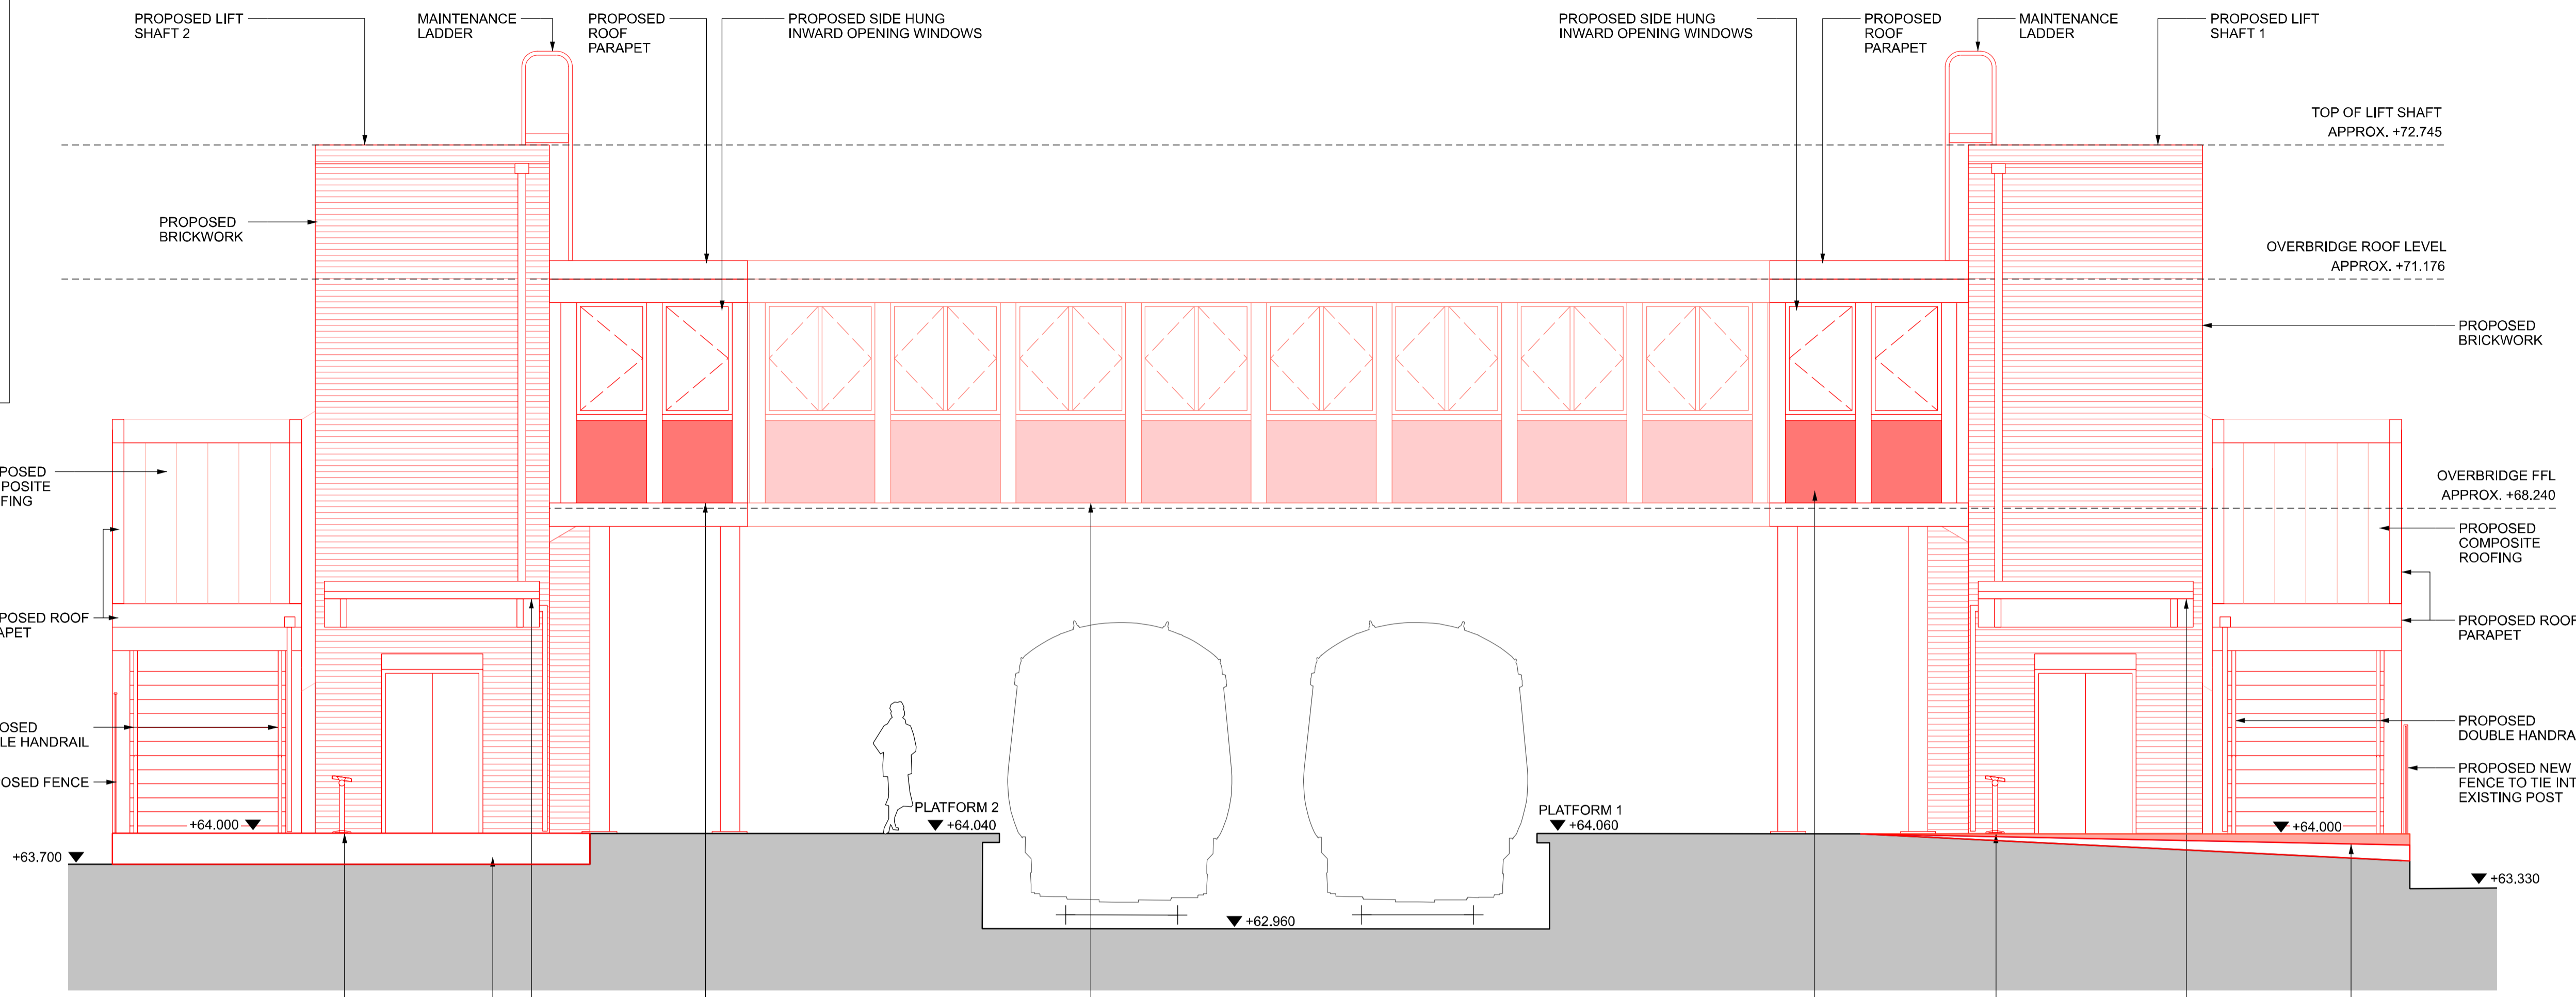 PROPOSED LIFT
SHAFT 2
MAINTENANCE
LADDER
PROPOSED
ROOF
PARAPET
PROPOSED SIDE HUNG
INWARD OPENING WINDOWS
PROPOSED SIDE HUNG
INWARD OPENING WINDOWS
PROPOSED
ROOF
PARAPET
MAINTENANCE
LADDER
PROPOSED LIFT
SHAFT 1
TOP OF LIFT SHAFT
APPROX. +72.745
PROPOSED
BRICKWORK
OVERBRIDGE ROOF LEVEL
APPROX. +71.176
PROPOSED
BRICKWORK
POSED
POSITE
FING
OVERBRIDGE FFL
APPROX. +68.240
PROPOSED
COMPOSITE
ROOFING
POSED ROOF
APET
PROPOSED ROOF
PARAPET
OSED
LE HANDRAIL
PROPOSED
DOUBLE HANDRA
OSED FENCE
PROPOSED NEW
FENCE TO TIE INT
EXISTING POST
+64.000
PLATFORM 2
+64.040
PLATFORM 1
+64.060
+64.000
+63.700
+63.330
+62.960